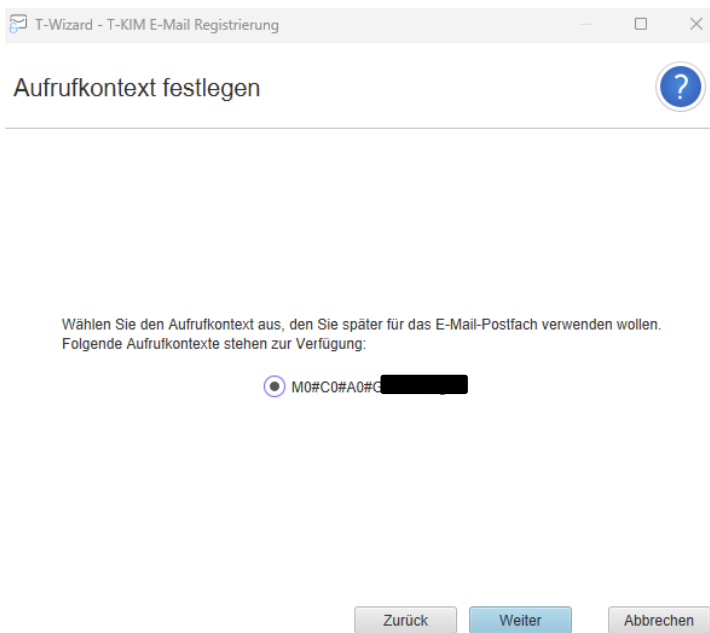 T-Wizard - T-KIM E-Mail Registrierung
Aufrufkontext festlegen
?
Wählen Sie den Aufrufkontext aus, den Sie später für das E-Mail-Postfach verwenden wollen.
Folgende Aufrufkontexte stehen zur Verfügung:
M0#C0#A0#G
Zurück Weiter Abbrechen